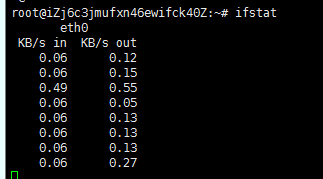 root@iZj6c3jmufxn46ewifck40Z:~# ifstat
eth0
KB/s in KB/s out
0.06 0.12
0.06 0.15
0.49 0.55
0.06 0.05
0.06 0.13
0.06 0.13
0.06 0.13
0.06 0.27